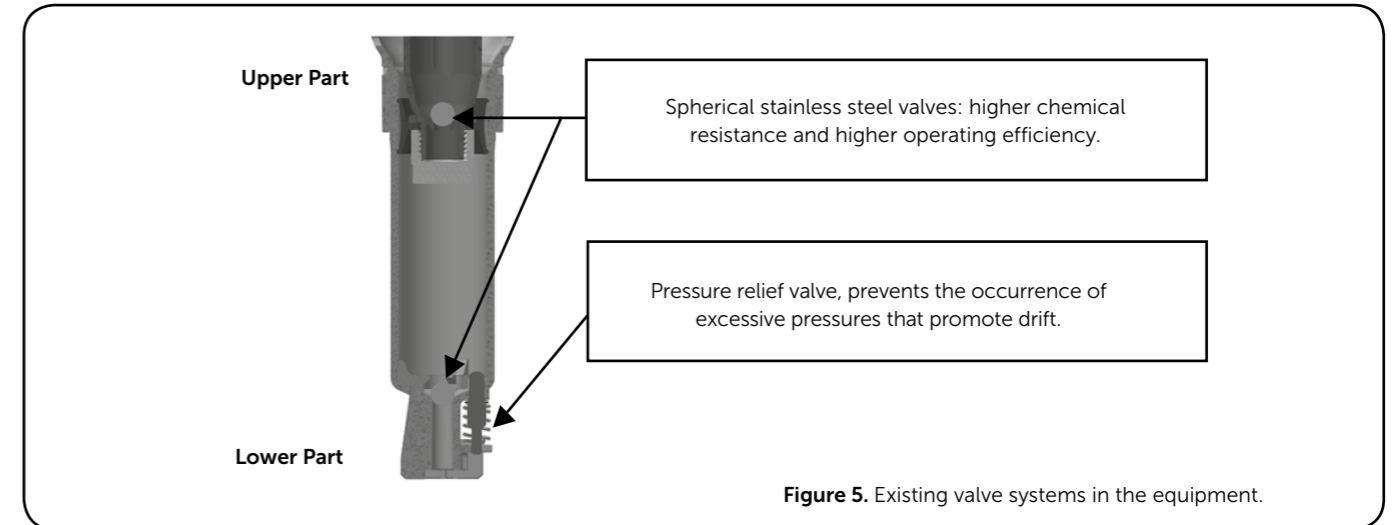 Upper Part
Spherical stainless steel valves: higher chemical
resistance and higher operating efficiency.
Pressure relief valve, prevents the occurrence of
excessive pressures that promote drift.
Lower Part
Figure 5. Existing valve systems in the equipment.